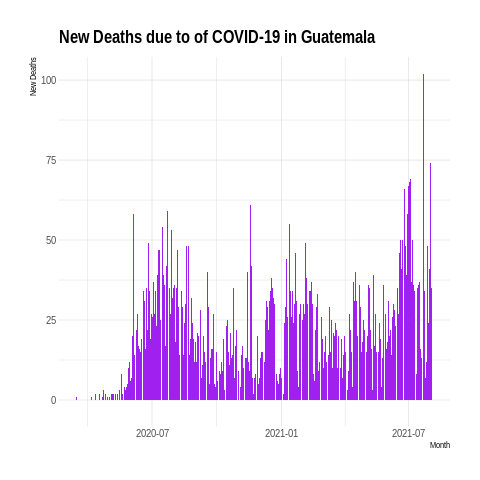 New Deaths due to of COVID-19 in Guatemala
New Deaths
100
75
50
25
0
2020-07
2021-01
2021-07
Month